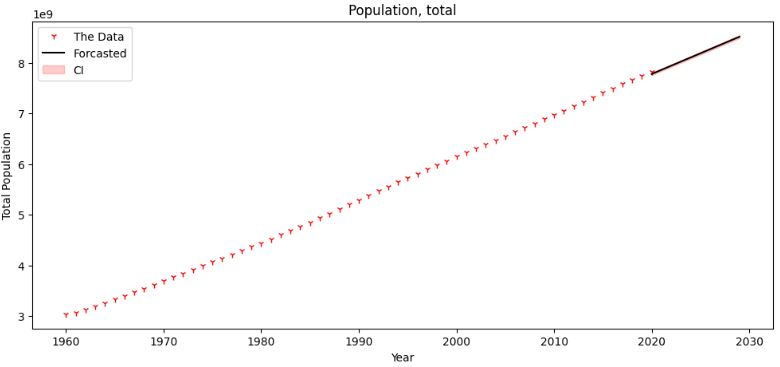 Population, total
1e9
The Data
Forcasted
CI
8
7
6
5
4
3
Total Population
1960 1970 1980 1990 2000 2010 2020 2030
Year